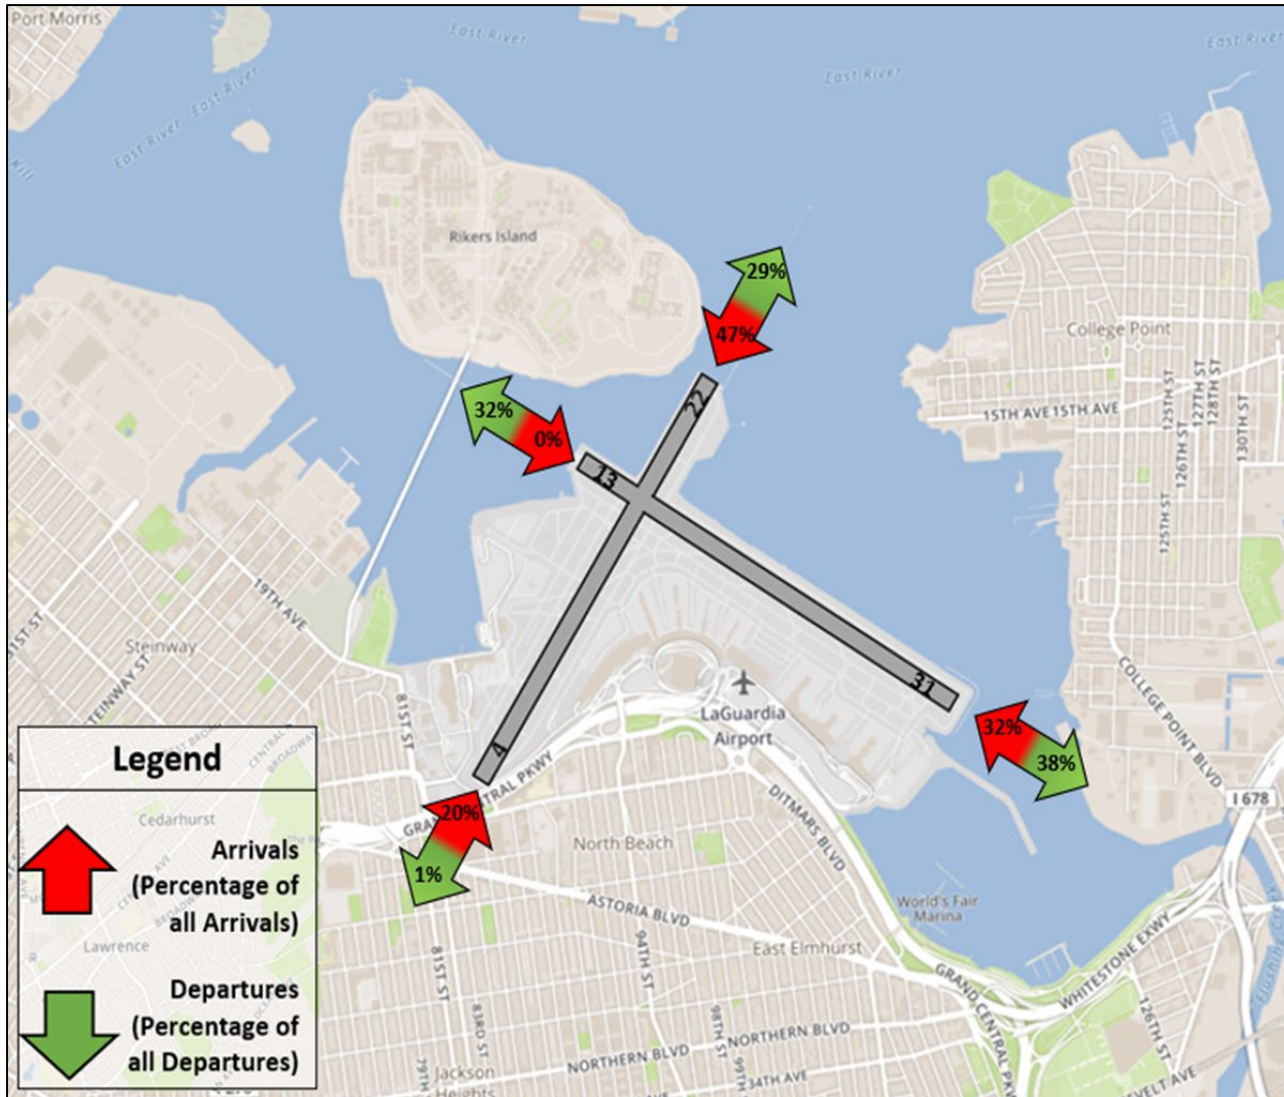 Port Morris
East River
East River
East River
East River
East River
Kill
Rikers Island
29%
47%
College Point
32%
0%
15TH AVE
15TH AVE
125TH ST
127TH ST
128TH ST
126TH ST
130TH ST
125TH ST
22
13
19TH AVE
31ST ST
Steinway
STEINWAY ST
81ST ST
31
4
LaGuardia
Airport
32%
38%
COLLEGE POINT BLVD
I 678
20%
1%
GRAND CENTRAL PKWY
North Beach
DITMARS BLVD
ASTORIA BLVD
World's Fair
Marina
East Elmhurst
WHITESTONE EXPY
GRAND CENTRAL PKW
126TH ST
81ST ST
83RD ST
94TH ST
98TH ST
99TH ST
79TH
NORTHERN BLVD
NORTHERN BLVD
34TH AVE
Jackson
Heights
Legend
Cedarhurst
Lawrence
BROADWAY
Arrivals
(Percentage of
all Arrivals)
Departures
(Percentage of
all Departures)